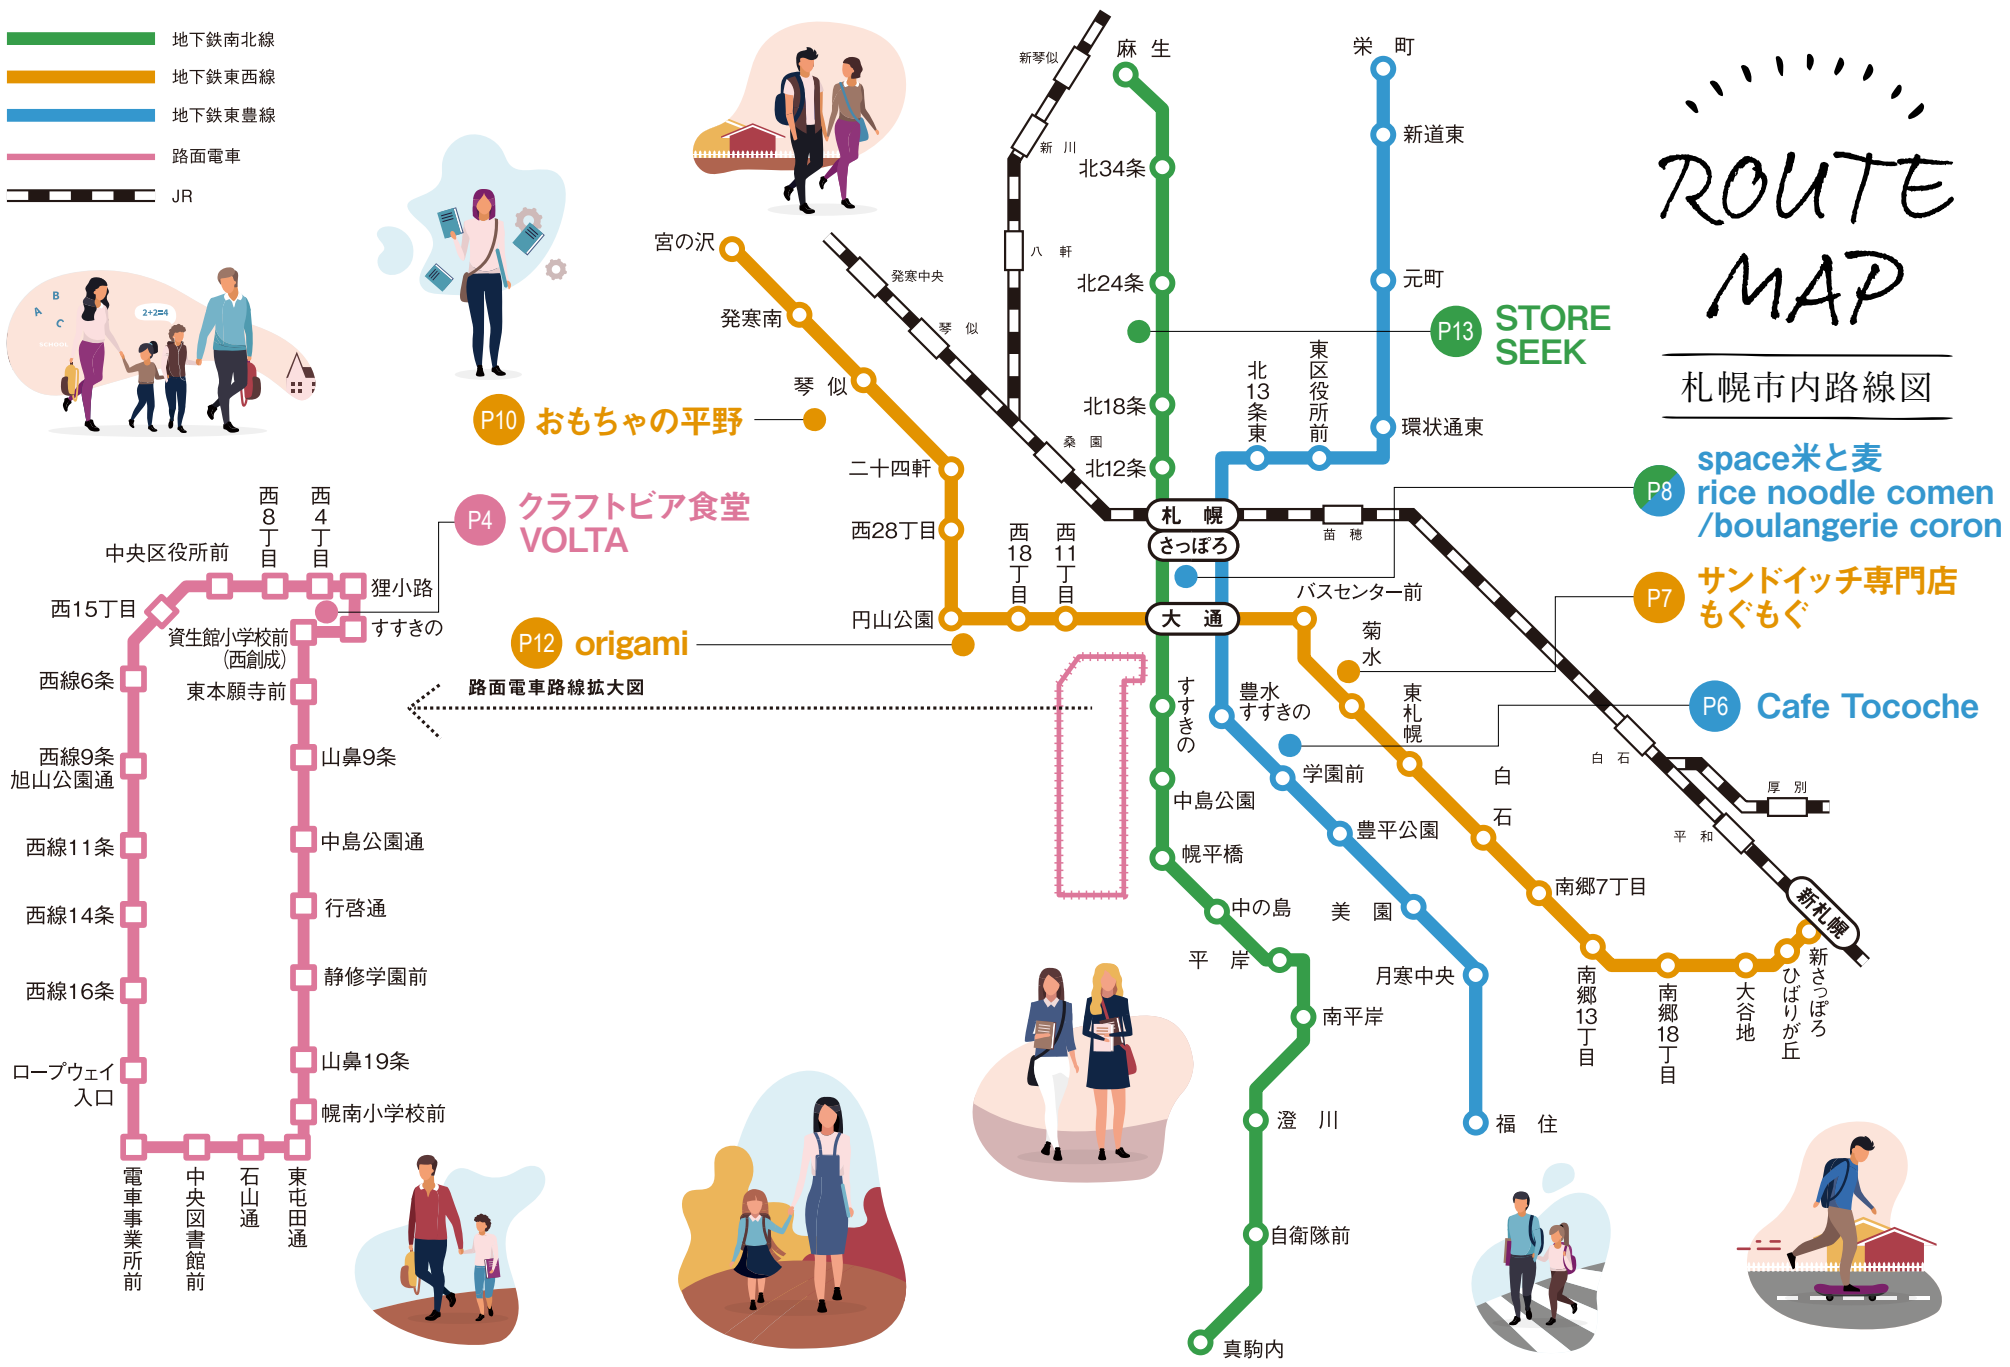 地下鉄南北線
地下鉄東西線
地下鉄東豊線
路面電車
JR
ROUTE
MAP
札幌市内路線図
A
B
C
SCHOOL
2+2=4
新琴似
新川
八軒
発寒中央
琴似
桑園
苗穂
白石
厚別
平和
新札幌
麻生
北34条
北24条
北18条
北12条
札幌
さっぽろ
大通
すすきの
中島公園
幌平橋
中の島
平岸
南平岸
澄川
自衛隊前
真駒内
栄町
新道東
元町
環状通東
東区役所前
北13条東
豊水
すすきの
学園前
豊平公園
美園
月寒中央
福住
宮の沢
発寒南
琴似
二十四軒
西28丁目
円山公園
西18丁目
西11丁目
バスセンター前
菊水
東札幌
白石
南郷7丁目
南郷13丁目
南郷18丁目
大谷地
ひばりが丘
新さっぽろ
P13
STORE
SEEK
P10 おもちゃの平野
P4
クラフトビア食堂
VOLTA
P12 origami
P8
space米と麦
rice noodle comen
/boulangerie coron
P7
サンドイッチ専門店
もぐもぐ
P6 Cafe Tocoche
路面電車路線拡大図
西4丁目
西8丁目
中央区役所前
西15丁目
西線6条
西線9条
旭山公園通
西線11条
西線14条
西線16条
ロープウェイ
入口
電車事業所前
中央図書館前
石山通
東屯田通
幌南小学校前
山鼻19条
静修学園前
行啓通
中島公園通
山鼻9条
東本願寺前
資生館小学校前
(西創成)
すすきの
狸小路